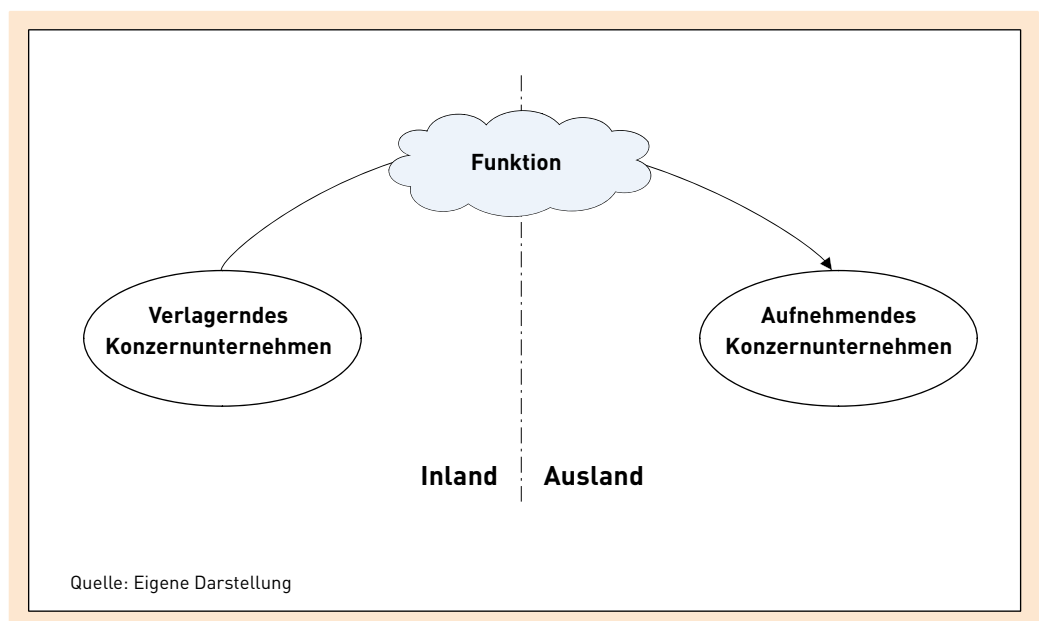 Funktion
Verlagerndes
Konzernunternehmen
Aufnehmendes
Konzernunternehmen
Inland
Ausland
Quelle: Eigene Darstellung